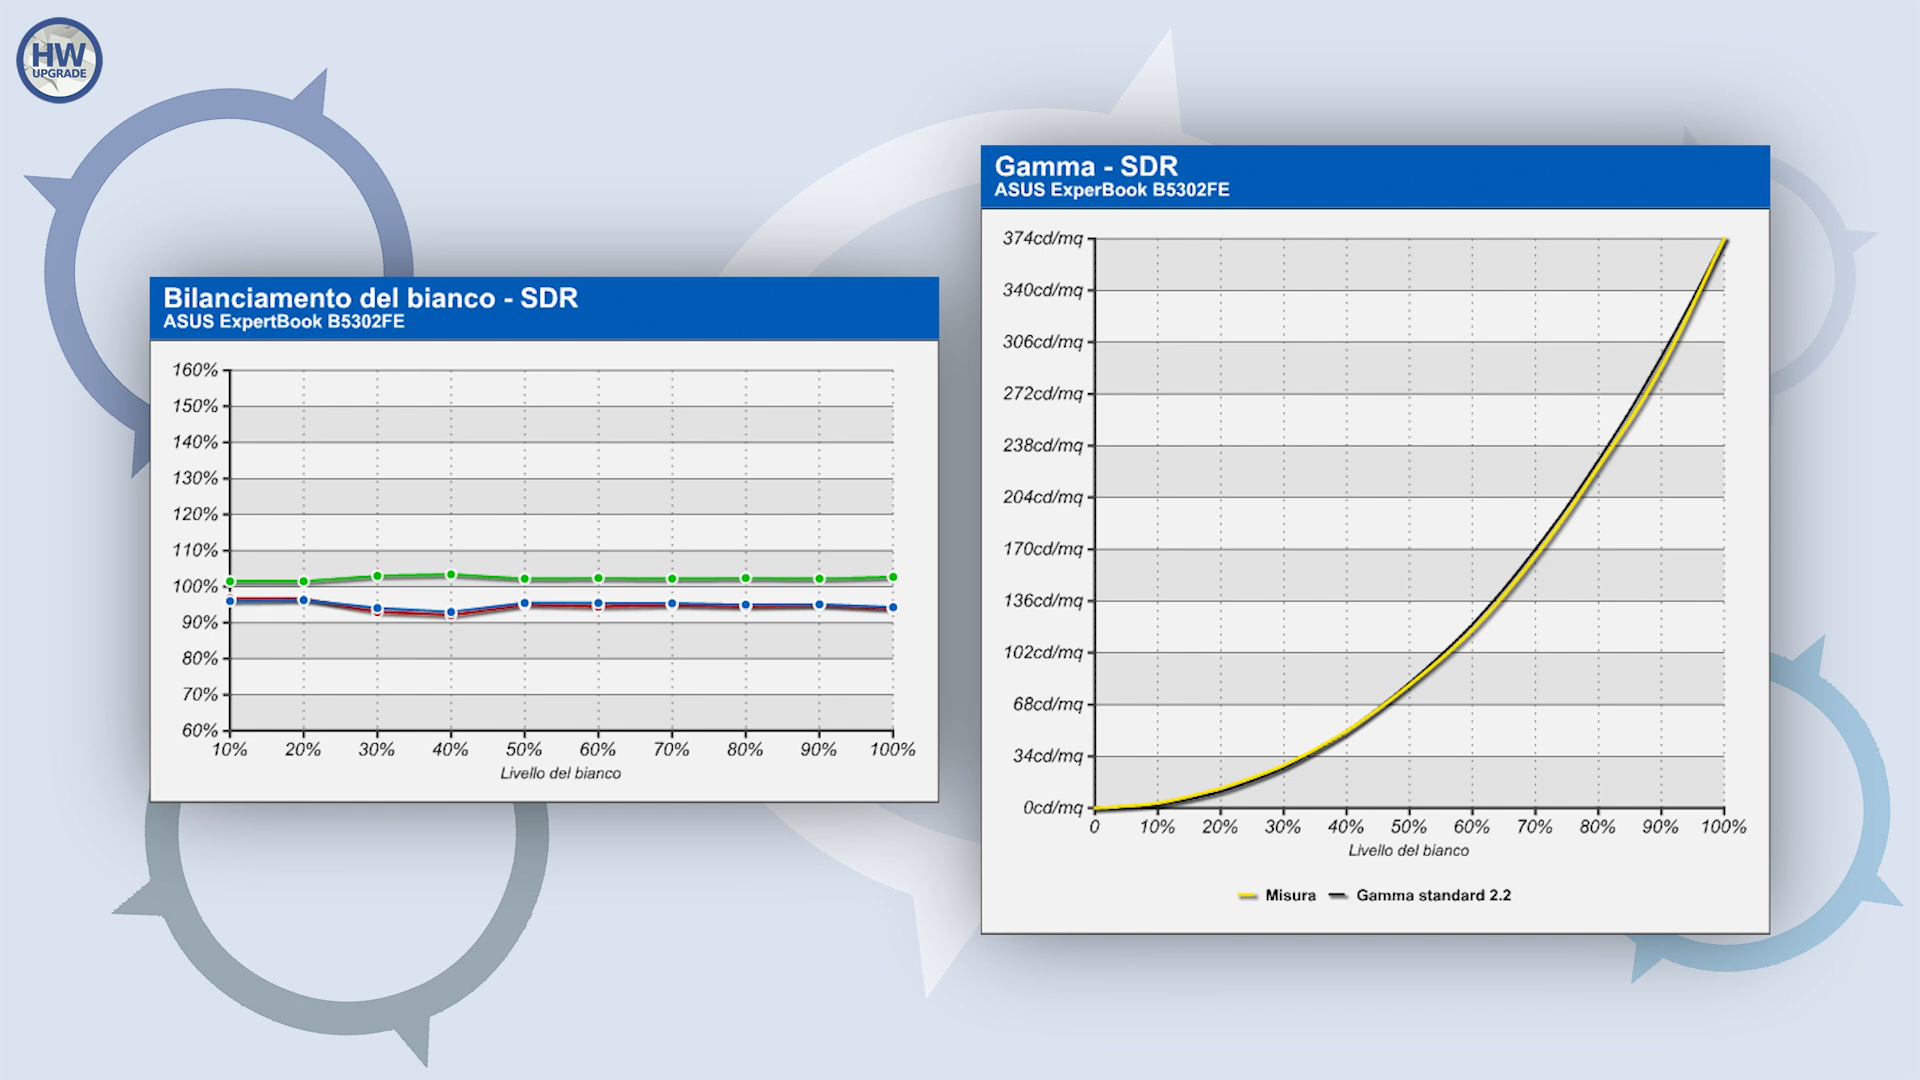 HW
UPGRADE
Bilanciamento del bianco - SDR
ASUS ExpertBook B5302FE
160%
150%
140%
130%
120%
110%
100%
90%
80%
70%
60%
10% 20% 30% 40% 50% 60% 70% 80% 90% 100%
Livello del bianco
Gamma - SDR
ASUS ExperBook B5302FE
374cd/mq
340cd/mq
306cd/mq
272cd/mq
238cd/mq
204cd/mq
170cd/mq
136cd/mq
102cd/mq
68cd/mq
34cd/mq
0cd/mq
0 10% 20% 30% 40% 50% 60% 70% 80% 90% 100%
Livello del bianco
Misura Gamma standard 2.2